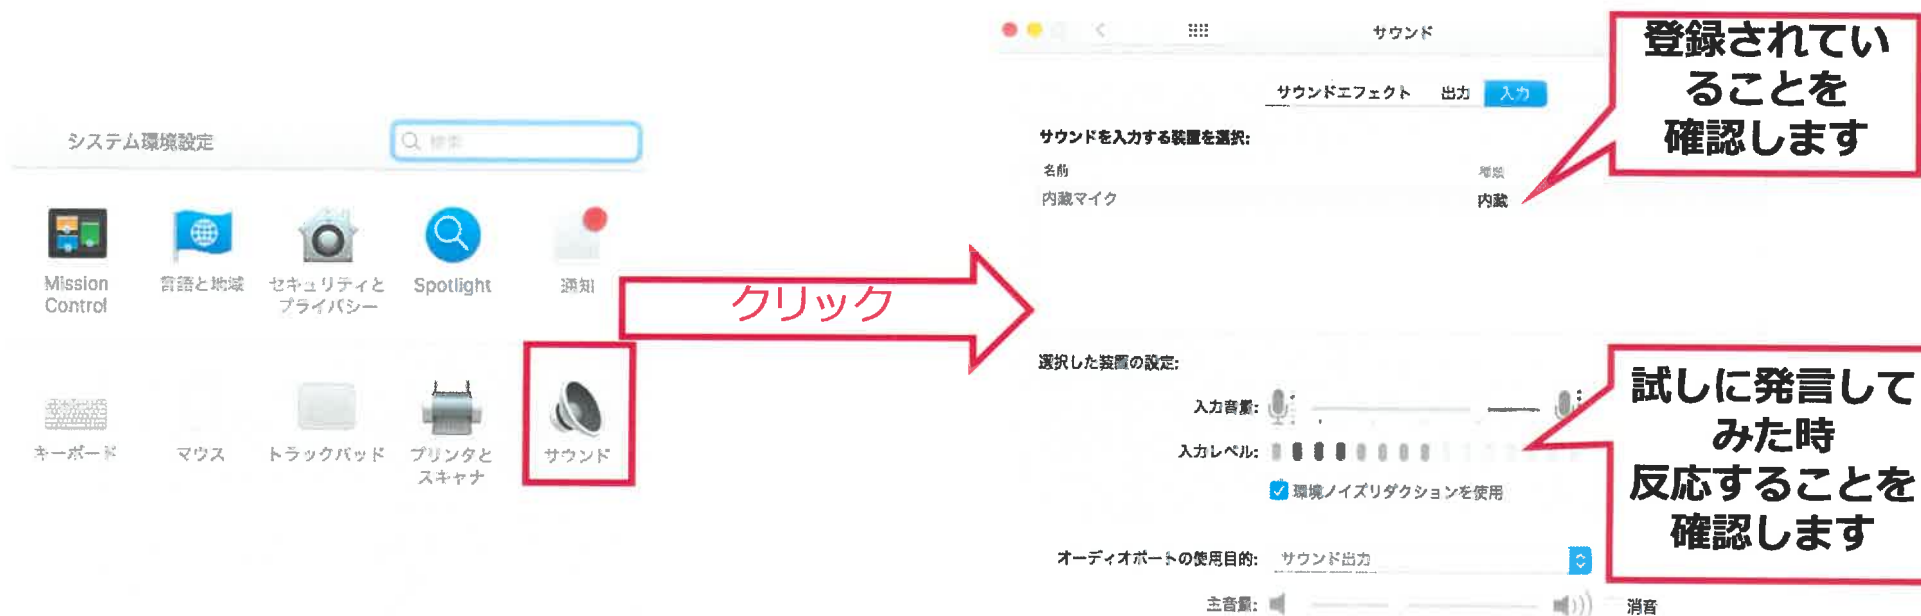 システム環境設定
検索
Mission
Control
言語と地域
セキュリティと
プライバシー
Spotlight
通知
キーボード
マウス
トラックパッド
プリンタと
スキャナ
サウンド
クリック
サウンド
サウンドエフェクト 出力 入力
サウンドを入力する装置を選択:
名前 種類
内蔵マイク 内蔵
登録されてい
ることを
確認します
選択した装置の設定:
入力音量:
入力レベル:
環境ノイズリダクションを使用
試しに発言して
みた時
反応することを
確認します
オーディオポートの使用目的: サウンド出力
主音量: 消音